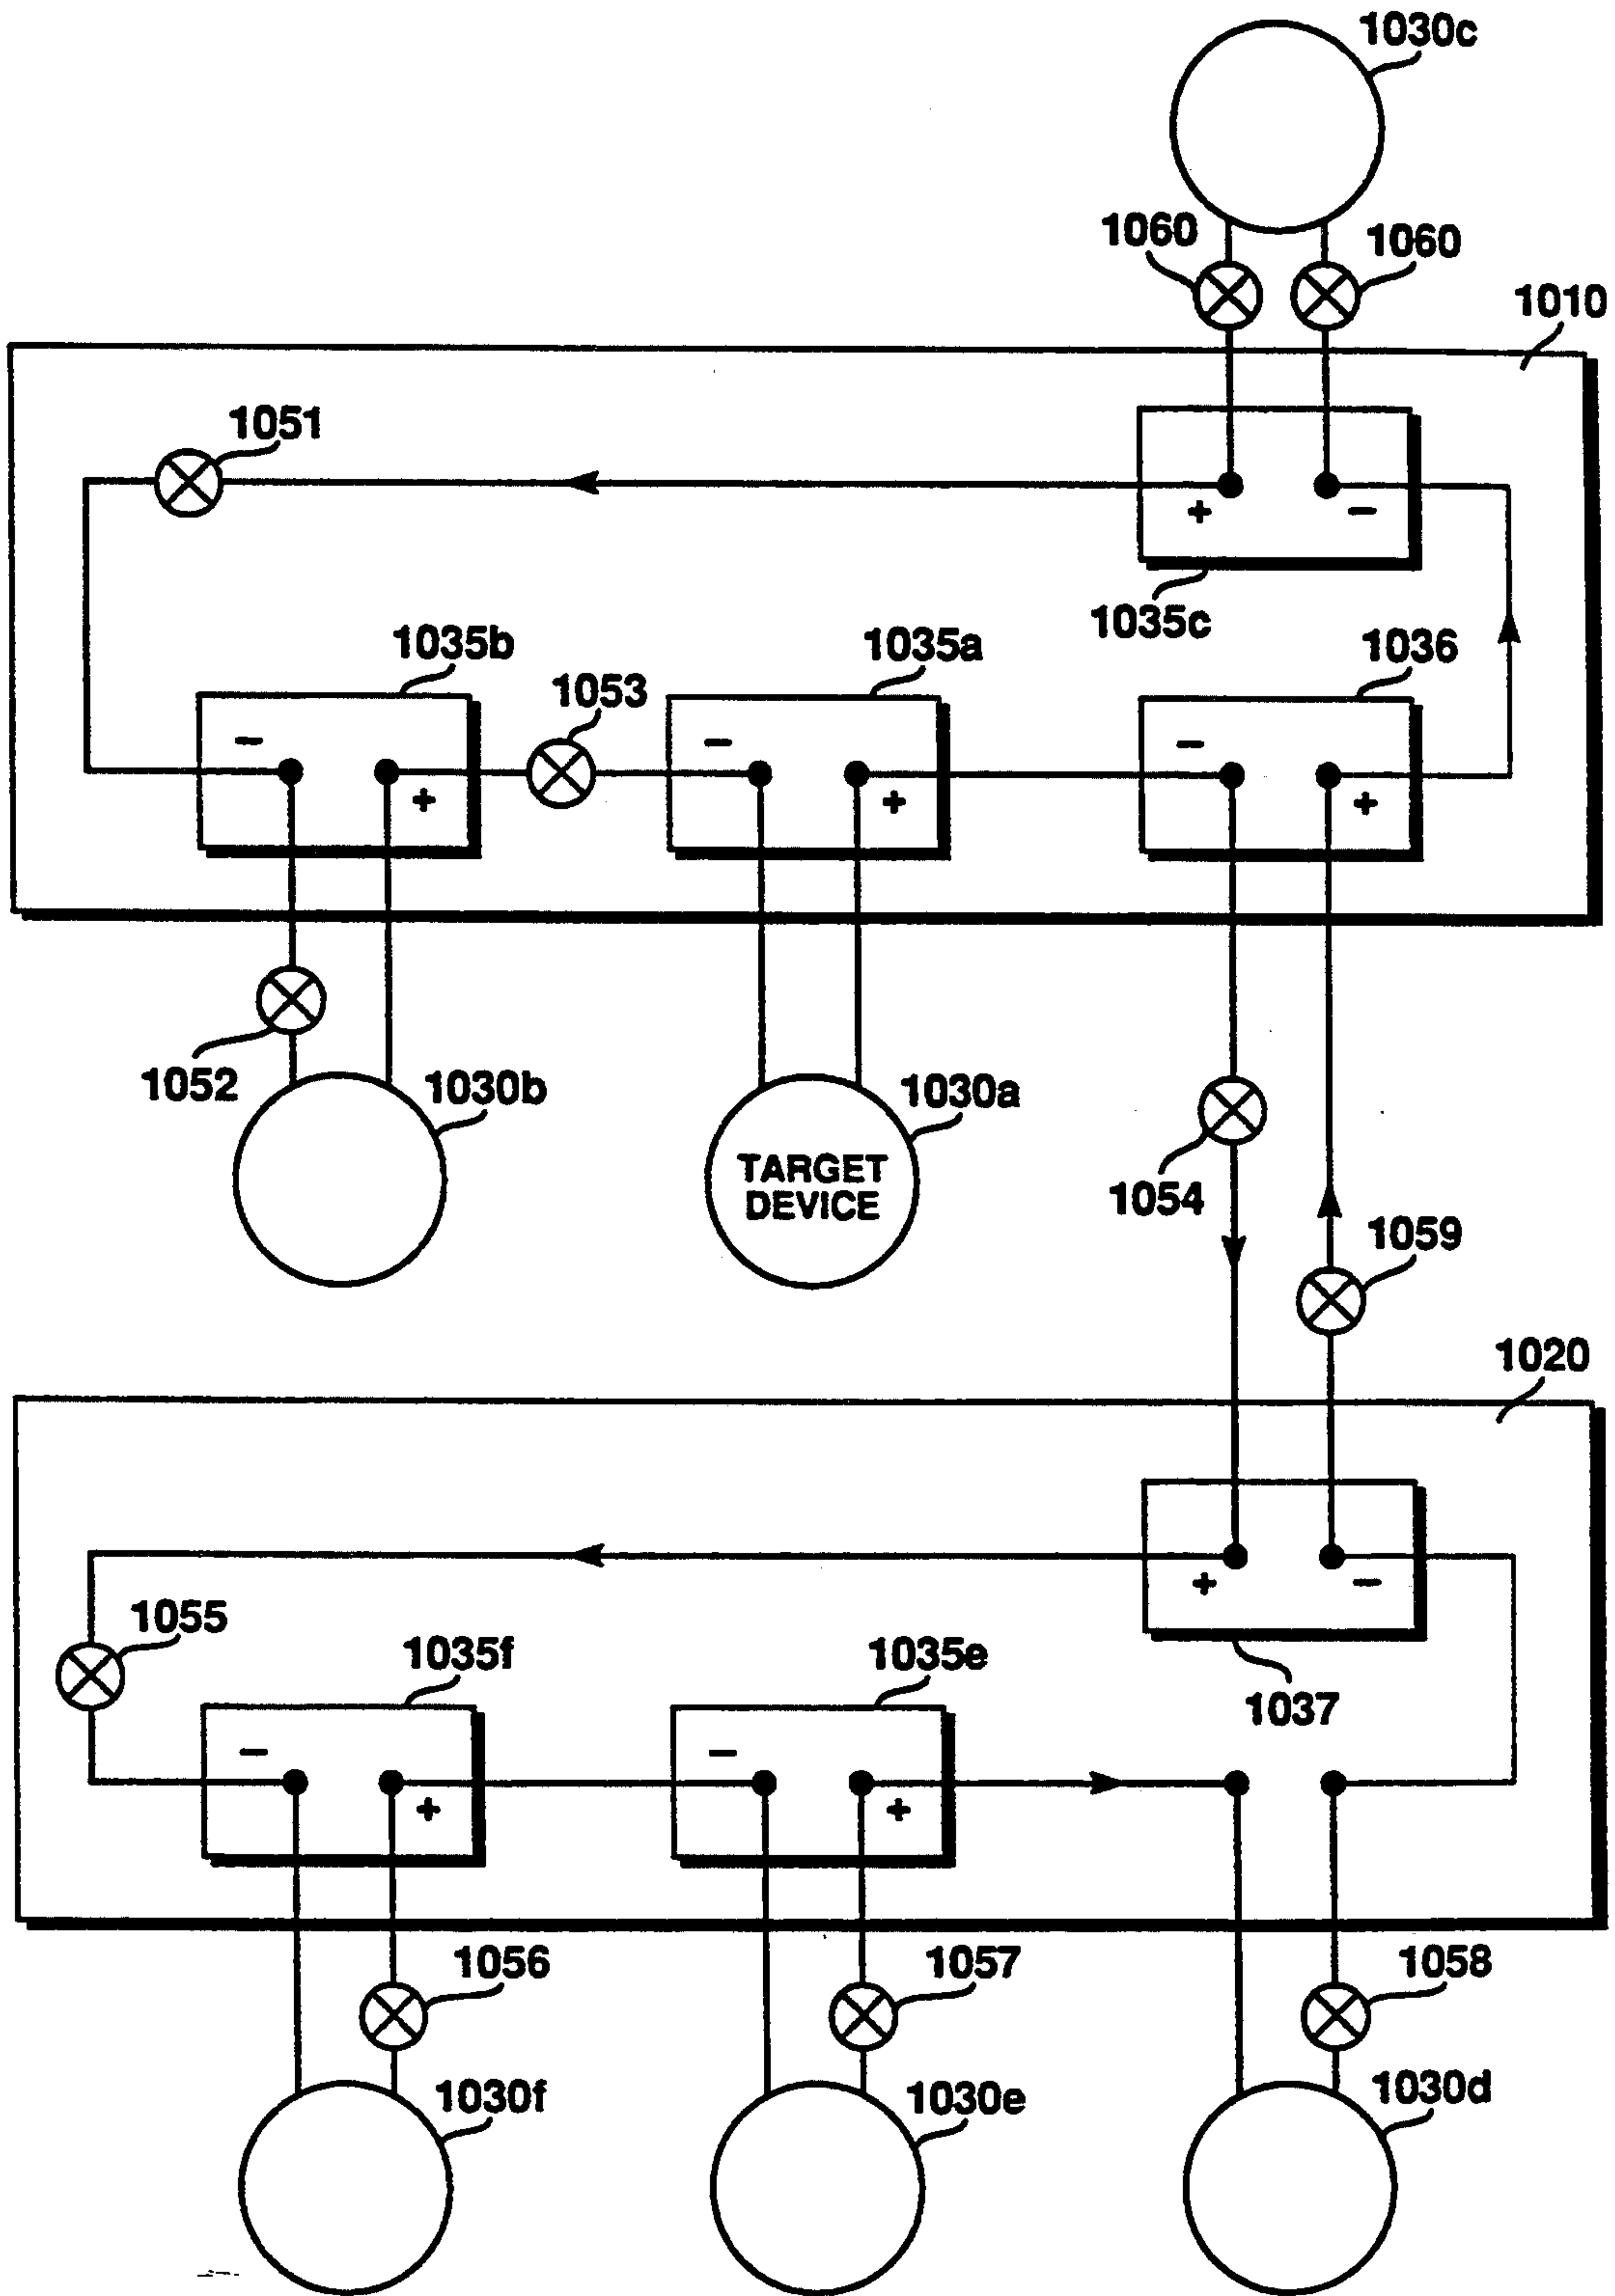 1030c
1060
1060
1010
1051
+
−
1035c
1035b
1035a
1036
1053
−
−
−
+
+
+
1052
1030b
1030a
TARGET
DEVICE
1054
1059
1020
+
−
1055
1035f
1035e
1037
−
−
+
+
1056
1057
1058
1030f
1030e
1030d